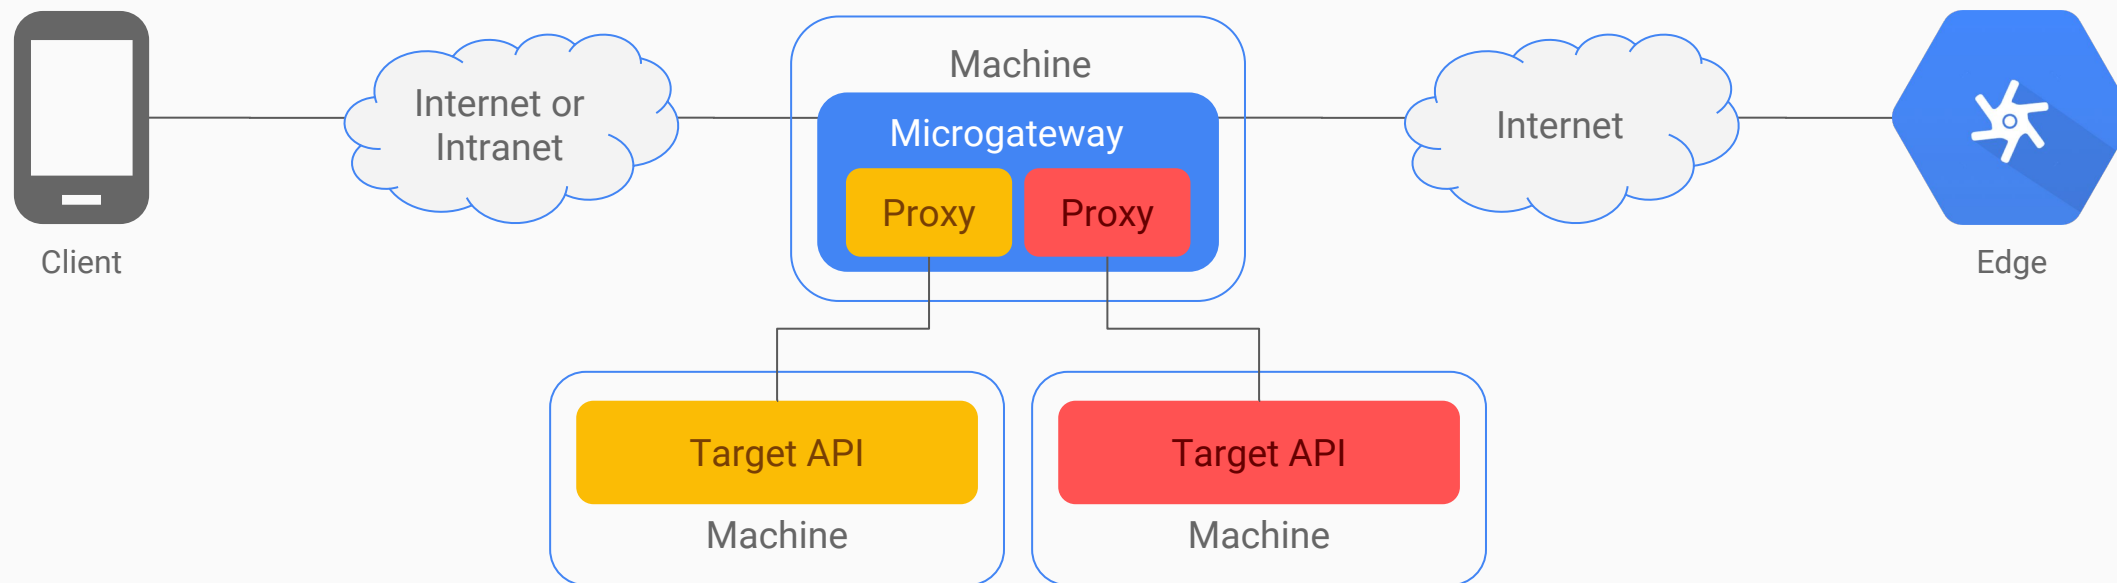 Machine
Internet or
Intranet
Microgateway
Internet
Proxy
Proxy
Client
Edge
Target API
Target API
Machine
Machine